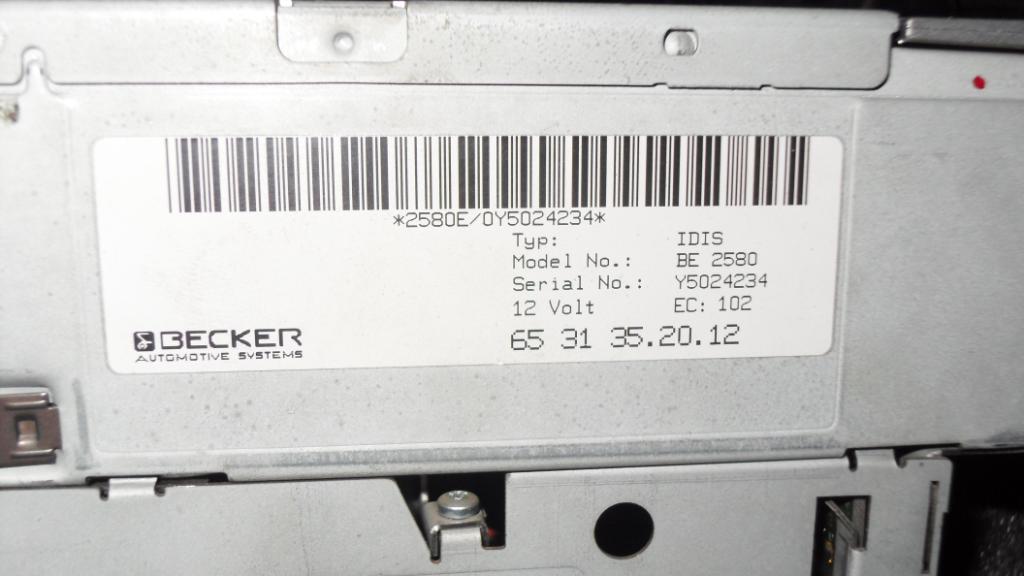 *2580E/0Y5024234*
Typ: IDIS
Model No.: BE 2580
Serial No.: Y5024234
12 Volt EC: 102
65 31 35.20.12
BECKER
AUTOMOTIVE SYSTEMS